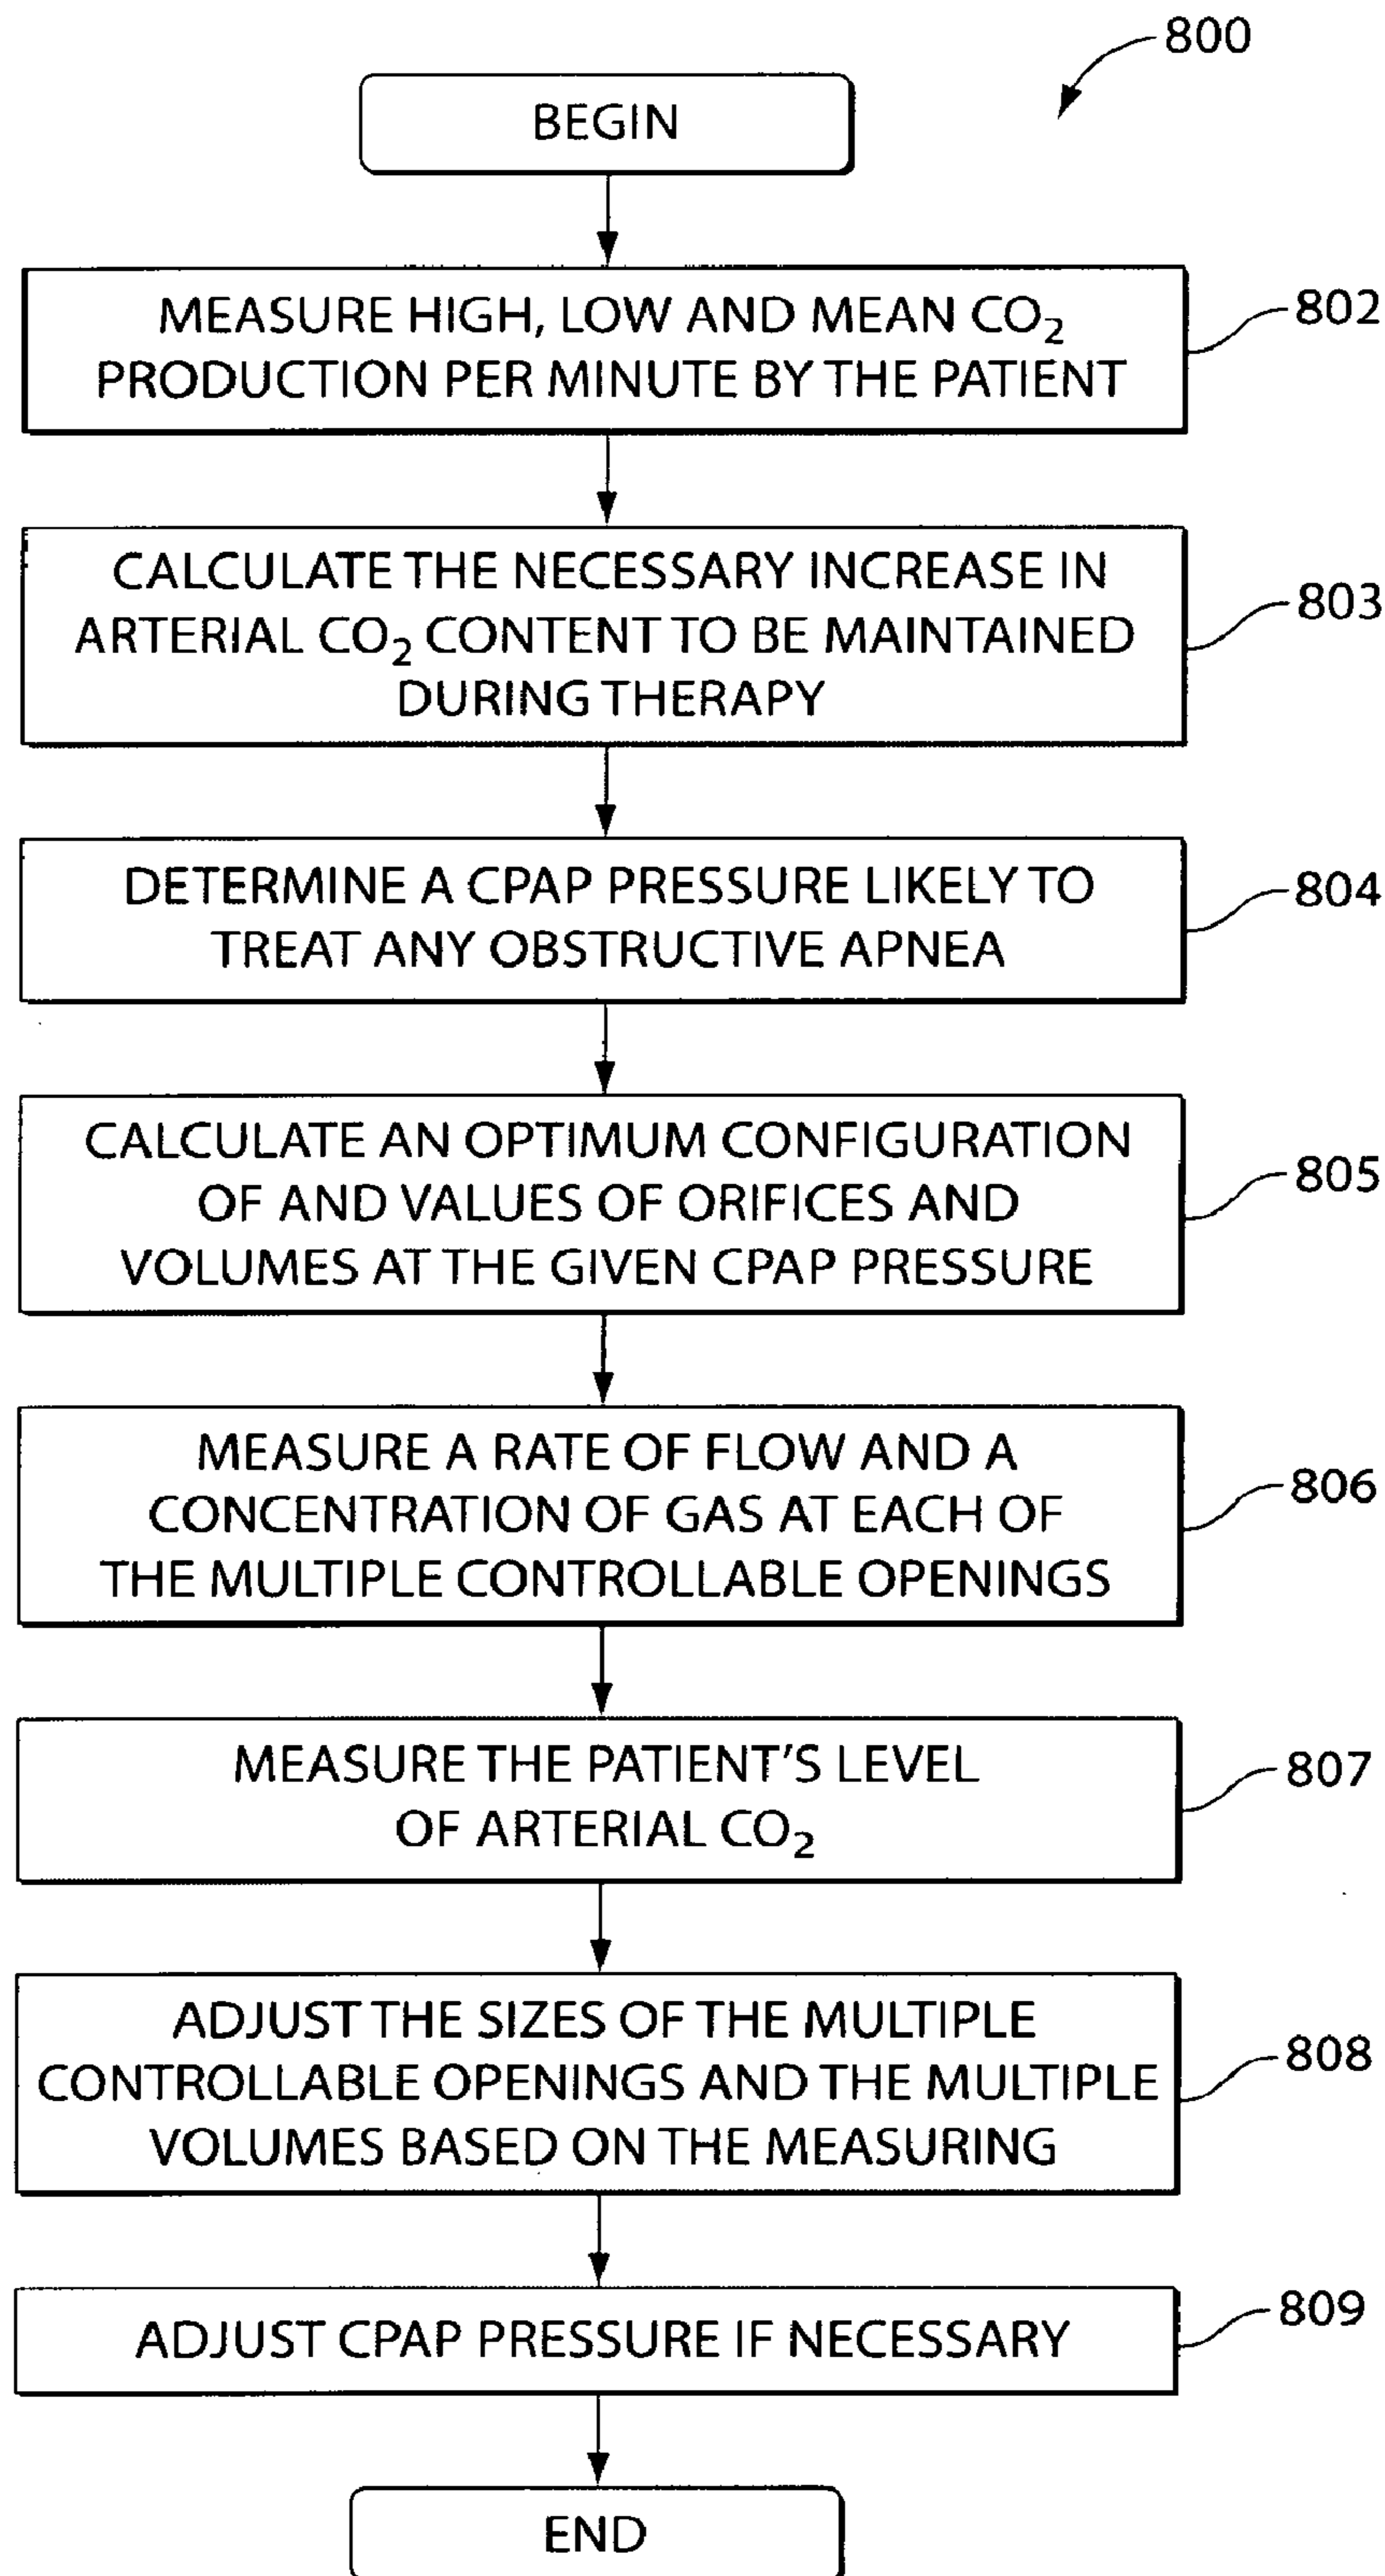 800
BEGIN
MEASURE HIGH, LOW AND MEAN CO₂
PRODUCTION PER MINUTE BY THE PATIENT
802
CALCULATE THE NECESSARY INCREASE IN
ARTERIAL CO₂ CONTENT TO BE MAINTAINED
DURING THERAPY
803
DETERMINE A CPAP PRESSURE LIKELY TO
TREAT ANY OBSTRUCTIVE APNEA
804
CALCULATE AN OPTIMUM CONFIGURATION
OF AND VALUES OF ORIFICES AND
VOLUMES AT THE GIVEN CPAP PRESSURE
805
MEASURE A RATE OF FLOW AND A
CONCENTRATION OF GAS AT EACH OF
THE MULTIPLE CONTROLLABLE OPENINGS
806
MEASURE THE PATIENT'S LEVEL
OF ARTERIAL CO₂
807
ADJUST THE SIZES OF THE MULTIPLE
CONTROLLABLE OPENINGS AND THE MULTIPLE
VOLUMES BASED ON THE MEASURING
808
ADJUST CPAP PRESSURE IF NECESSARY
809
END